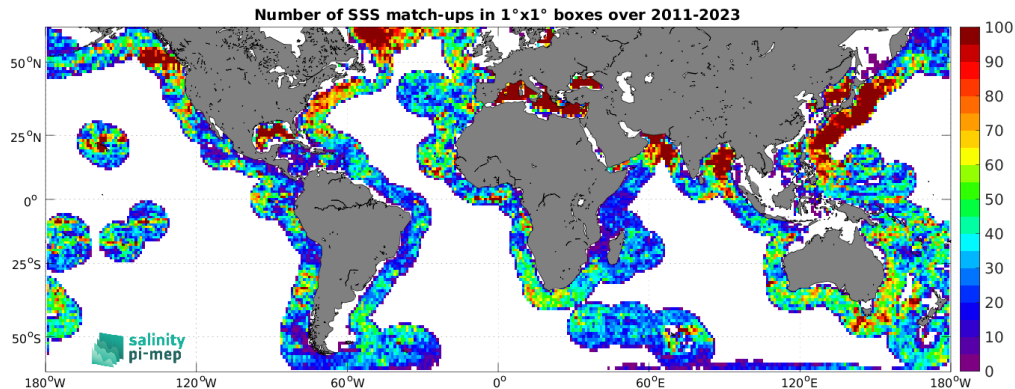 Number of SSS match-ups in 1°x1° boxes over 2011-2023
50°N
25°N
0°
25°S
50°S
180°W
120°W
60°W
0°
60°E
120°E
180°W
100
90
80
70
60
50
40
30
20
10
0
salinity
pi-mep